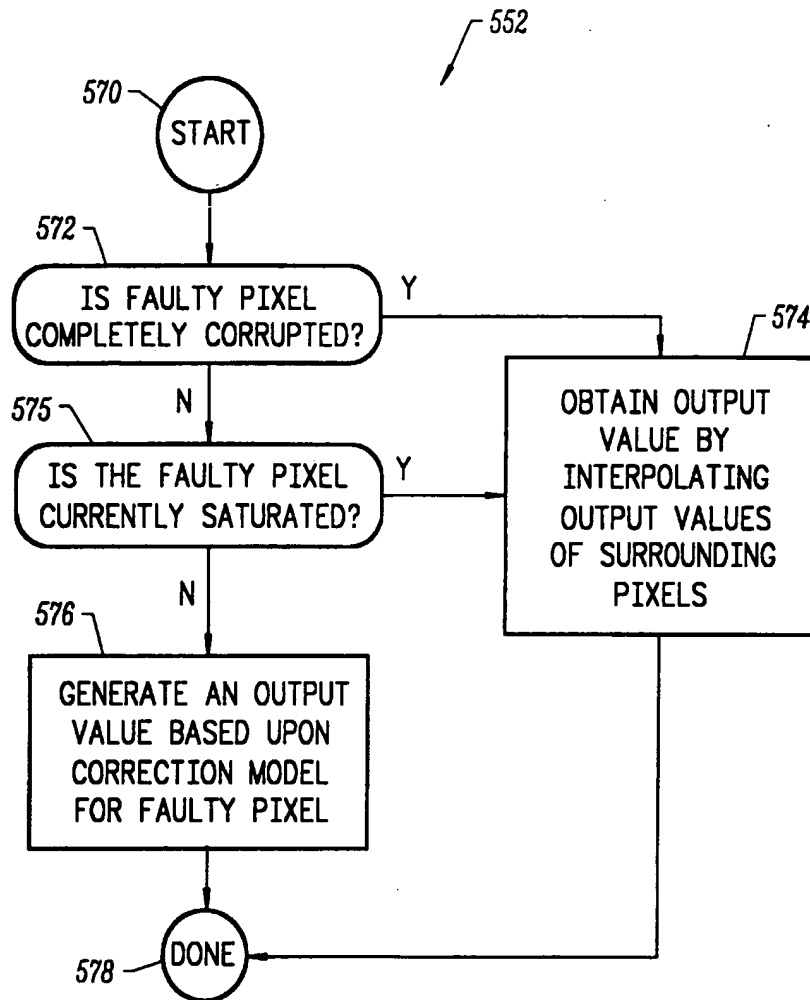 552
570
START
572
IS FAULTY PIXEL
COMPLETELY CORRUPTED?
Y
N
574
OBTAIN OUTPUT
VALUE BY
INTERPOLATING
OUTPUT VALUES
OF SURROUNDING
PIXELS
575
IS THE FAULTY PIXEL
CURRENTLY SATURATED?
Y
N
576
GENERATE AN OUTPUT
VALUE BASED UPON
CORRECTION MODEL
FOR FAULTY PIXEL
DONE
578